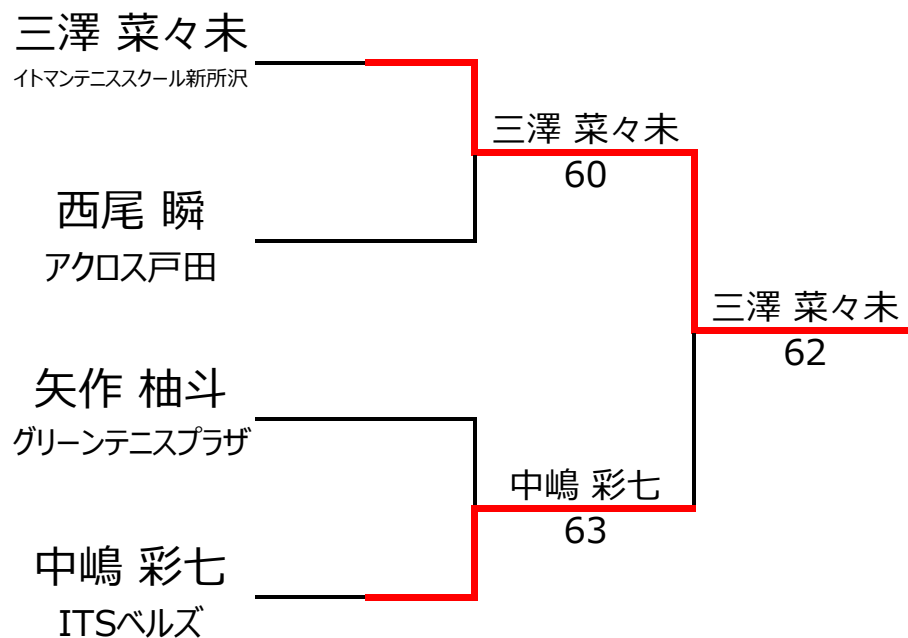 三澤 菜々未
イトマンテニススクール新所沢
三澤 菜々未
60
西尾 瞬
アクロス戸田
三澤 菜々未
62
矢作 柚斗
グリーンテニスプラザ
中嶋 彩七
63
中嶋 彩七
ITSベルズ